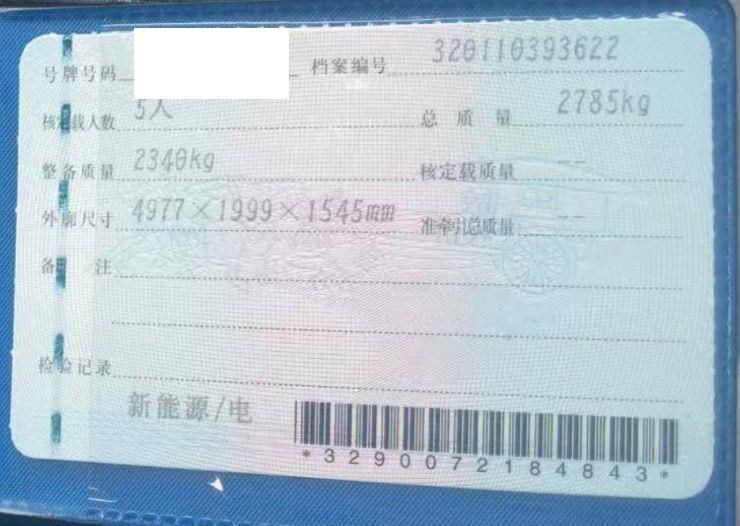 号牌号码 档案编号 320110393622
核定载人数 5人 总质量 2785kg
整备质量 2340kg 核定载质量 --
外廓尺寸 4977×1999×1545mm 准牵引总质量 --
备注
检验记录
新能源/电
*3290072184843*